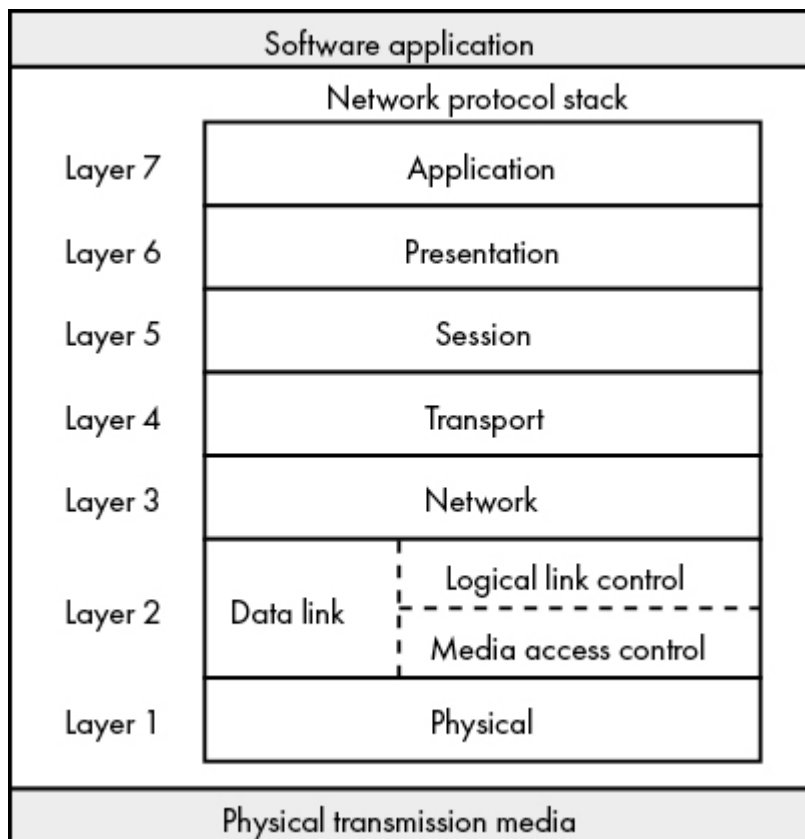 Software application
Network protocol stack
Layer 7 Application
Layer 6 Presentation
Layer 5 Session
Layer 4 Transport
Layer 3 Network
Layer 2 Data link
Logical link control
Media access control
Layer 1 Physical
Physical transmission media